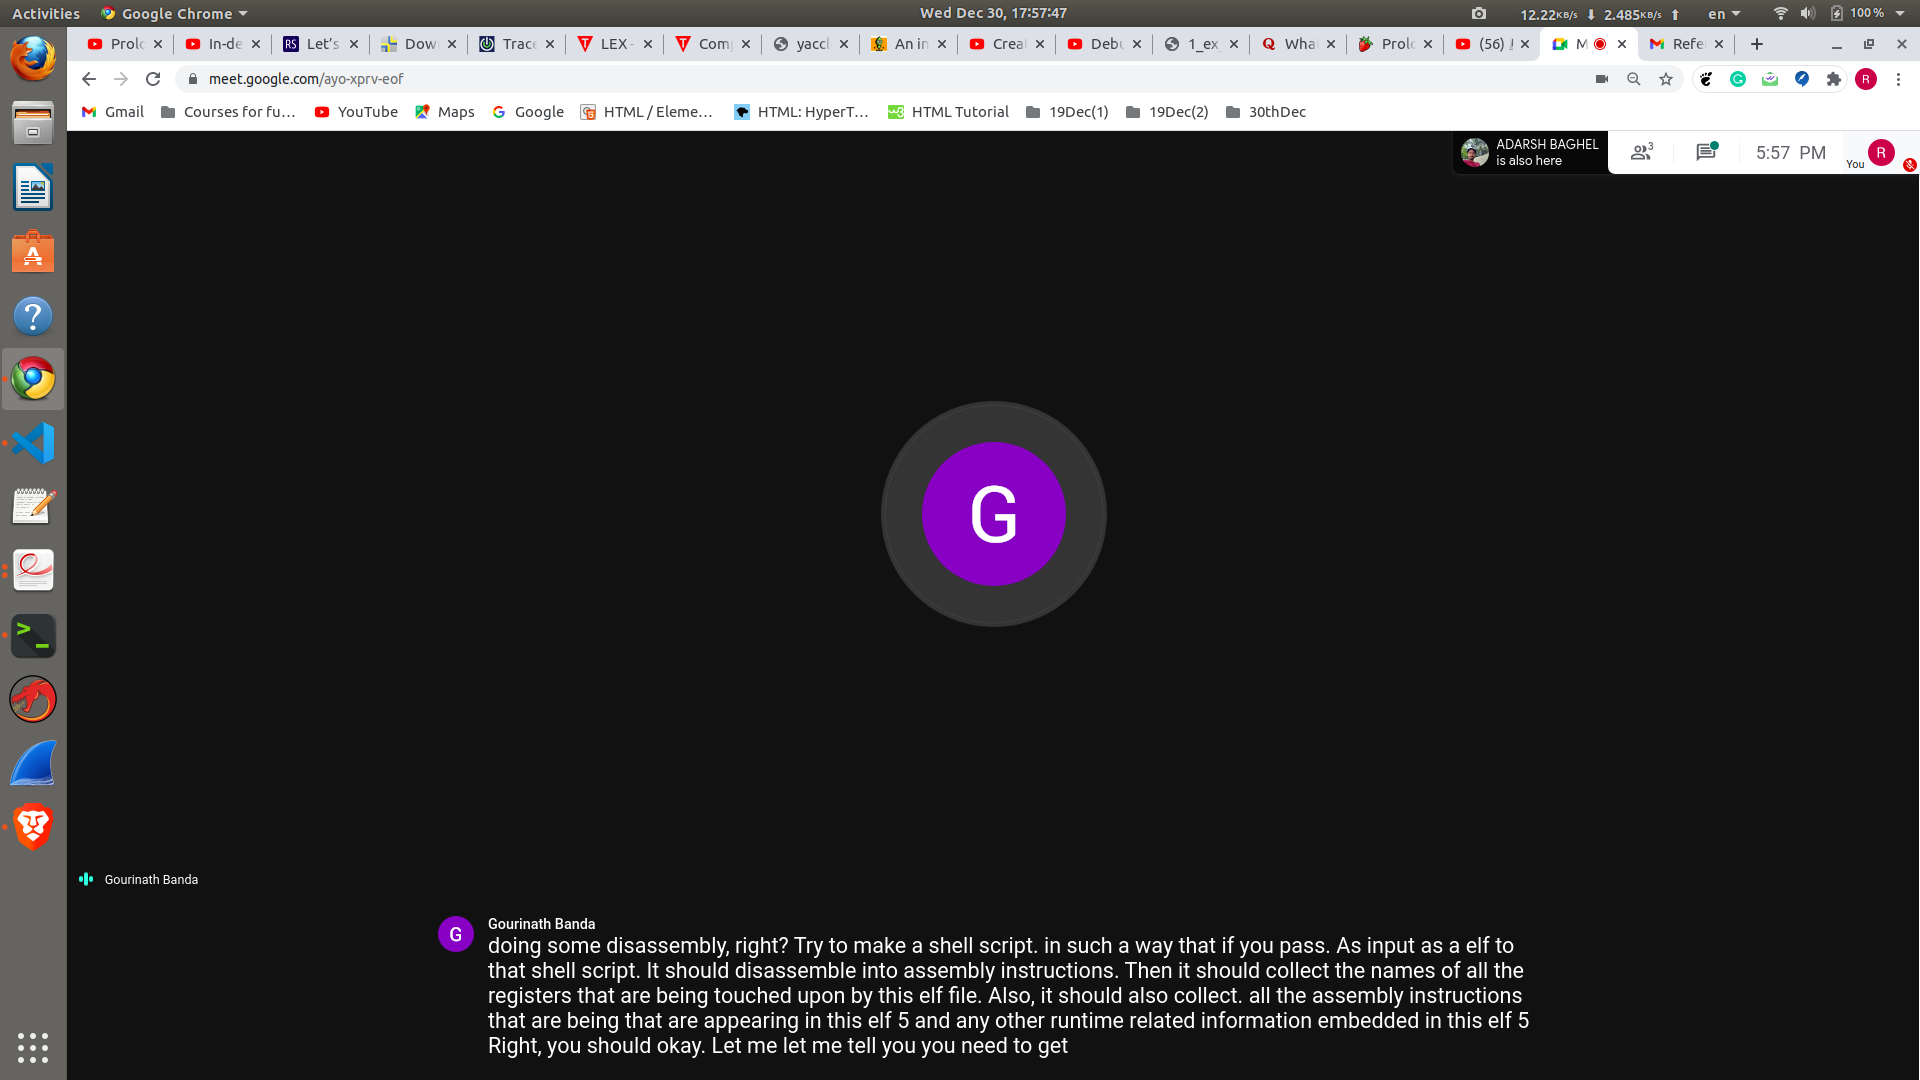 Activities
Google Chrome
Wed Dec 30, 17:57:47
12.22KB/s
2.485KB/s
en
100 %
Prolo
In-de
RS
Let's
Dow
Trace
LEX -
Com
yaccl
An in
Crea
Debu
1_ex
Wha
Prolo
(56)
M
Refe
meet.google.com/ayo-xprv-eof
R
Gmail
Courses for fu…
YouTube
Maps
Google
HTML / Eleme…
HTML: HyperT…
HTML Tutorial
19Dec(1)
19Dec(2)
30thDec
ADARSH BAGHEL
is also here
3
5:57 PM
You
R
G
Gourinath Banda
G
Gourinath Banda
doing some disassembly, right? Try to make a shell script. in such a way that if you pass. As input as a elf to
that shell script. It should disassemble into assembly instructions. Then it should collect the names of all the
registers that are being touched upon by this elf file. Also, it should also collect. all the assembly instructions
that are being that are appearing in this elf 5 and any other runtime related information embedded in this elf 5
Right, you should okay. Let me let me tell you you need to get